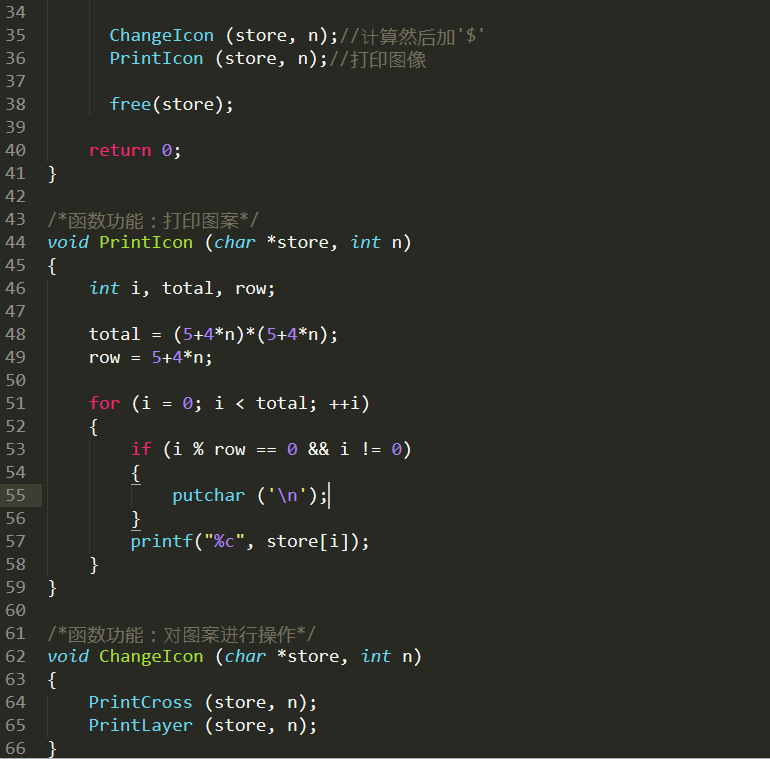 34
35 ChangeIcon (store, n);//计算然后加'$'
36 PrintIcon (store, n);//打印图像
37
38 free(store);
39
40 return 0;
41 }
42
43 /*函数功能：打印图案*/
44 void PrintIcon (char *store, int n)
45 {
46 int i, total, row;
47
48 total = (5+4*n)*(5+4*n);
49 row = 5+4*n;
50
51 for (i = 0; i < total; ++i)
52 {
53 if (i % row == 0 && i != 0)
54 {
55 putchar ('\n');
56 }
57 printf("%c", store[i]);
58 }
59 }
60
61 /*函数功能：对图案进行操作*/
62 void ChangeIcon (char *store, int n)
63 {
64 PrintCross (store, n);
65 PrintLayer (store, n);
66 }